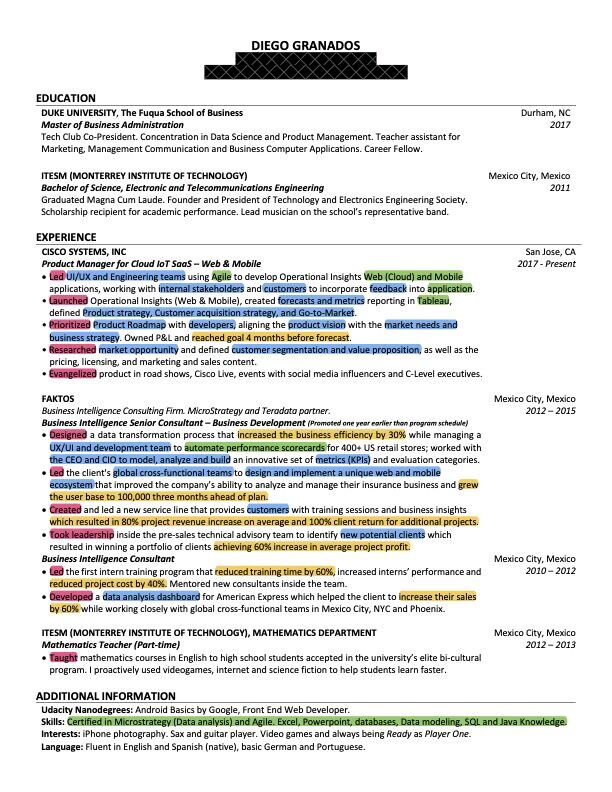 DIEGO GRANADOS
EDUCATION
DUKE UNIVERSITY, The Fuqua School of Business Durham, NC
Master of Business Administration 2017
Tech Club Co-President. Concentration in Data Science and Product Management. Teacher assistant for
Marketing, Management Communication and Business Computer Applications. Career Fellow.
ITESM (MONTERREY INSTITUTE OF TECHNOLOGY) Mexico City, Mexico
Bachelor of Science, Electronic and Telecommunications Engineering 2011
Graduated Magna Cum Laude. Founder and President of Technology and Electronics Engineering Society.
Scholarship recipient for academic performance. Lead musician on the school's representative band.
EXPERIENCE
CISCO SYSTEMS, INC San Jose, CA
Product Manager for Cloud IoT SaaS – Web & Mobile 2017 - Present
• Led UI/UX and Engineering teams using Agile to develop Operational Insights Web (Cloud) and Mobile
applications, working with internal stakeholders and customers to incorporate feedback into application.
• Launched Operational Insights (Web & Mobile), created forecasts and metrics reporting in Tableau,
defined Product strategy, Customer acquisition strategy, and Go-to-Market.
• Prioritized Product Roadmap with developers, aligning the product vision with the market needs and
business strategy. Owned P&L and reached goal 4 months before forecast.
• Researched market opportunity and defined customer segmentation and value proposition, as well as the
pricing, licensing, and marketing and sales content.
• Evangelized product in road shows, Cisco Live, events with social media influencers and C-Level executives.
FAKTOS Mexico City, Mexico
Business Intelligence Consulting Firm. MicroStrategy and Teradata partner. 2012 – 2015
Business Intelligence Senior Consultant – Business Development (Promoted one year earlier than program schedule)
• Designed a data transformation process that increased the business efficiency by 30% while managing a
UX/UI and development team to automate performance scorecards for 400+ US retail stores; worked with
the CEO and CIO to model, analyze and build an innovative set of metrics (KPIs) and evaluation categories.
• Led the client's global cross-functional teams to design and implement a unique web and mobile
ecosystem that improved the company's ability to analyze and manage their insurance business and grew
the user base to 100,000 three months ahead of plan.
• Created and led a new service line that provides customers with training sessions and business insights
which resulted in 80% project revenue increase on average and 100% client return for additional projects.
• Took leadership inside the pre-sales technical advisory team to identify new potential clients which
resulted in winning a portfolio of clients achieving 60% increase in average project profit.
Business Intelligence Consultant Mexico City, Mexico
• Led the first intern training program that reduced training time by 60%, increased interns' performance and 2010 – 2012
reduced project cost by 40%. Mentored new consultants inside the team.
• Developed a data analysis dashboard for American Express which helped the client to increase their sales
by 60% while working closely with global cross-functional teams in Mexico City, NYC and Phoenix.
ITESM (MONTERREY INSTITUTE OF TECHNOLOGY), MATHEMATICS DEPARTMENT Mexico City, Mexico
Mathematics Teacher (Part-time) 2012 – 2013
• Taught mathematics courses in English to high school students accepted in the university's elite bi-cultural
program. I proactively used videogames, internet and science fiction to help students learn faster.
ADDITIONAL INFORMATION
Udacity Nanodegrees: Android Basics by Google, Front End Web Developer.
Skills: Certified in Microstrategy (Data analysis) and Agile. Excel, Powerpoint, databases, Data modeling, SQL and Java Knowledge.
Interests: iPhone photography. Sax and guitar player. Video games and always being Ready as Player One.
Language: Fluent in English and Spanish (native), basic German and Portuguese.